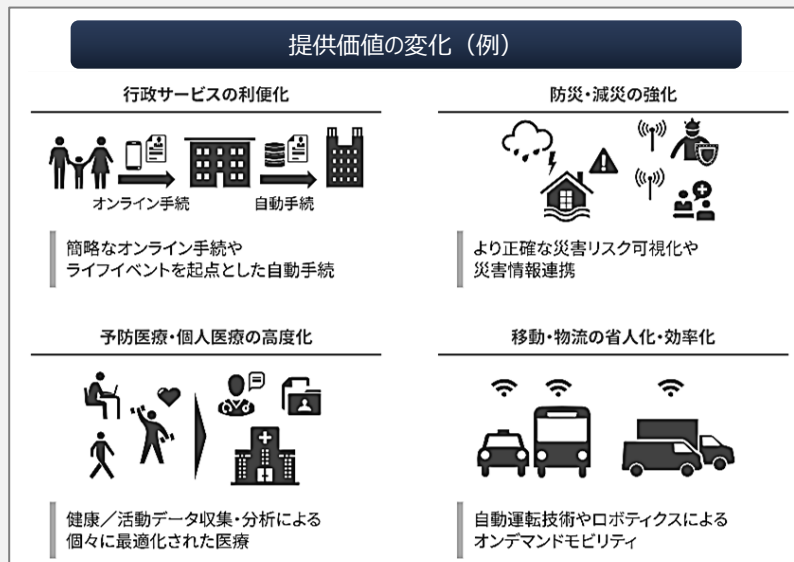 提供価値の変化（例）
行政サービスの利便化
オンライン手続
自動手続
簡略なオンライン手続や
ライフイベントを起点とした自動手続
防災・減災の強化
より正確な災害リスク可視化や
災害情報連携
予防医療・個人医療の高度化
健康／活動データ収集・分析による
個々に最適化された医療
移動・物流の省人化・効率化
自動運転技術やロボティクスによる
オンデマンドモビリティ